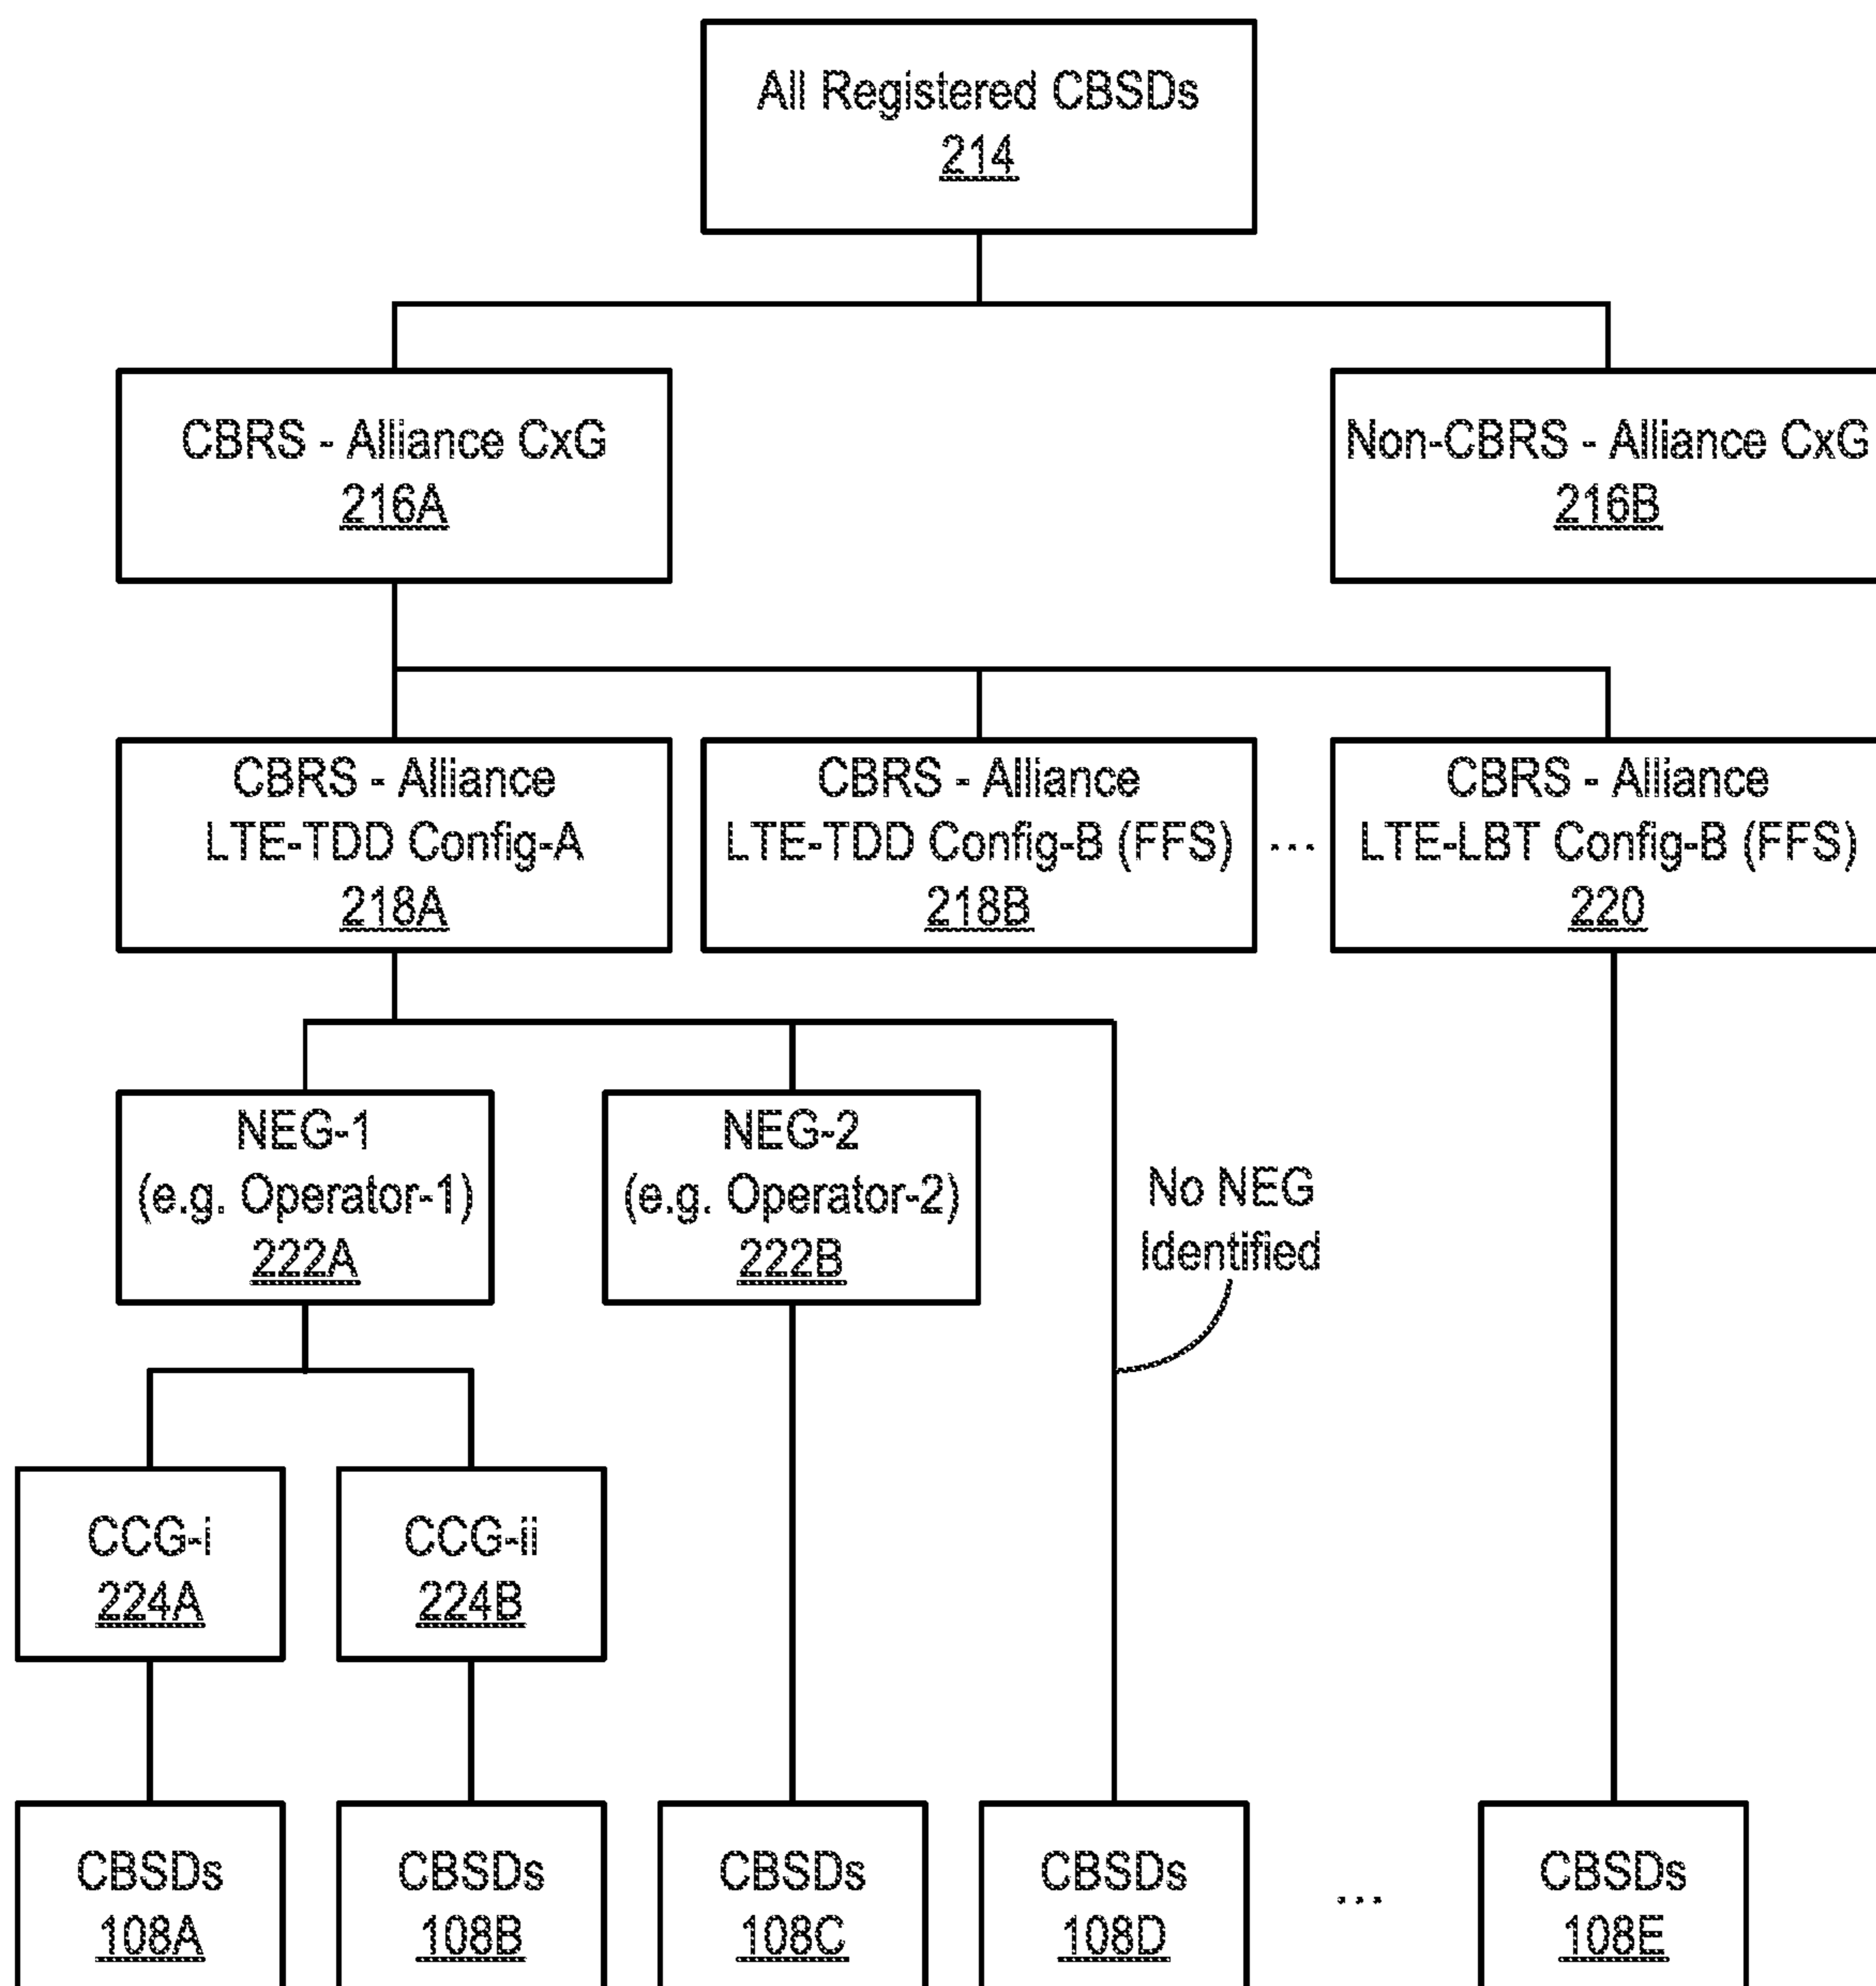 All Registered CBSDs
214
CBRS - Alliance CxG
216A
Non-CBRS - Alliance CxG
216B
CBRS - Alliance
LTE-TDD Config-A
218A
CBRS - Alliance
LTE-TDD Config-B (FFS)
218B
...
CBRS - Alliance
LTE-LBT Config-B (FFS)
220
NEG-1
(e.g. Operator-1)
222A
NEG-2
(e.g. Operator-2)
222B
No NEG
Identified
CCG-i
224A
CCG-ii
224B
CBSDs
108A
CBSDs
108B
CBSDs
108C
CBSDs
108D
...
CBSDs
108E